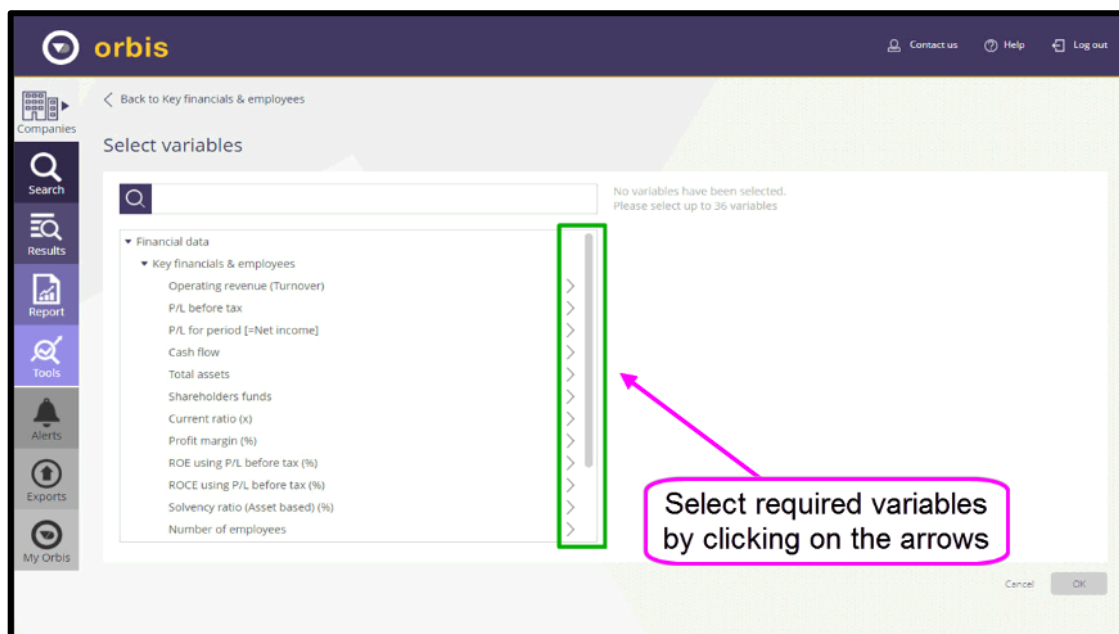 orbis
Contact us
Help
Log out
Companies
Search
Results
Report
Tools
Alerts
Exports
My Orbis
Back to Key financials & employees
Select variables
No variables have been selected.
Please select up to 36 variables
Financial data
Key financials & employees
Operating revenue (Turnover)
P/L before tax
P/L for period [=Net income]
Cash flow
Total assets
Shareholders funds
Current ratio (x)
Profit margin (%)
ROE using P/L before tax (%)
ROCE using P/L before tax (%)
Solvency ratio (Asset based) (%)
Number of employees
Select required variables
by clicking on the arrows
Cancel
OK